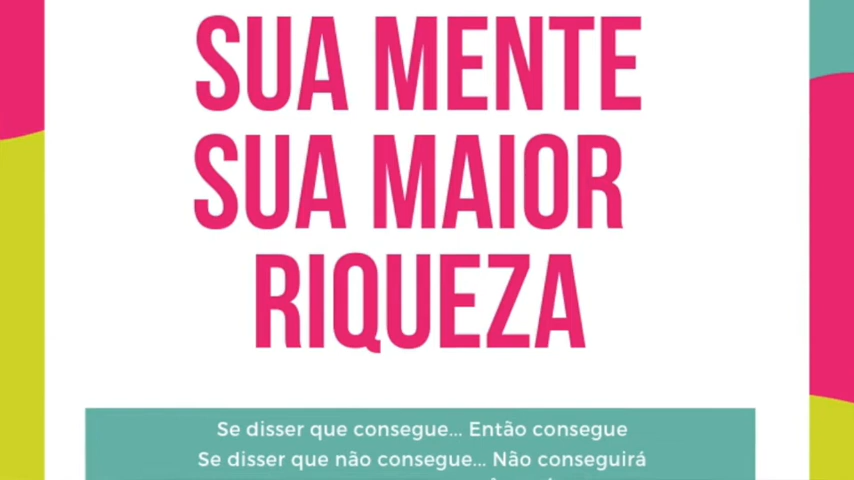 SUA MENTE
SUA MAIOR
RIQUEZA
Se disser que consegue... Então consegue
Se disser que não consegue... Não conseguirá